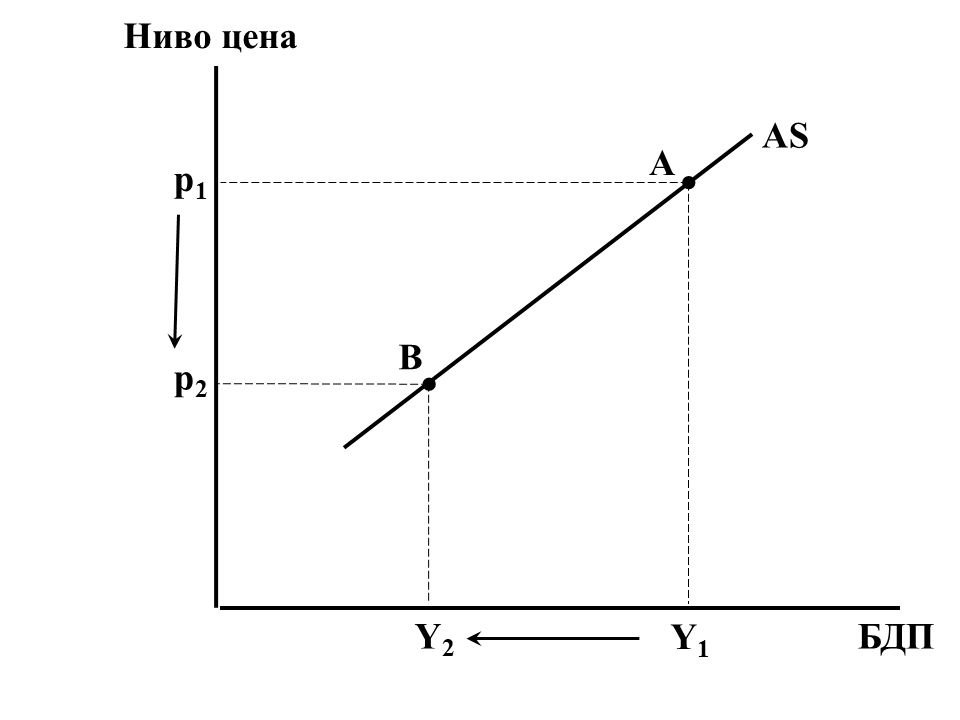 Ниво цена
AS
A
p₁
B
p₂
Y₂ Y₁ БДП